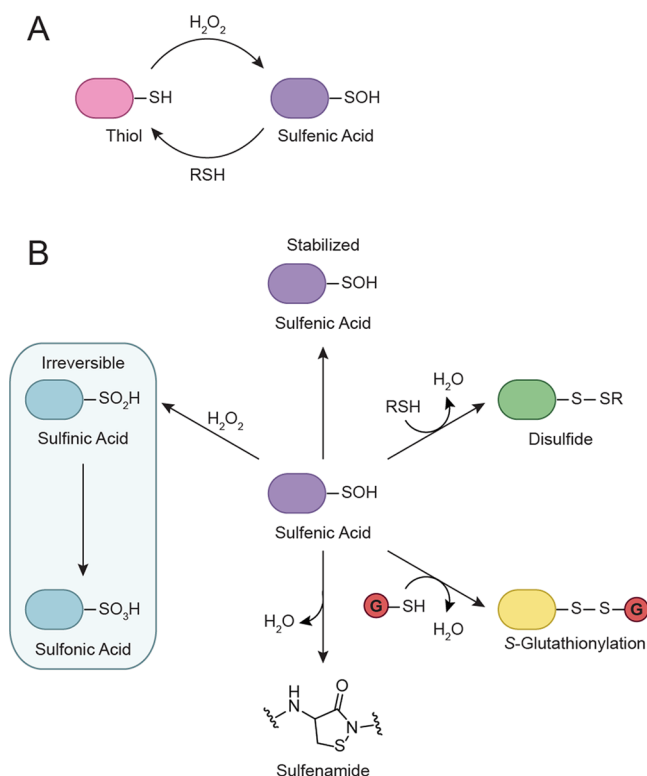 A
H₂O₂
SH
SOH
Thiol
Sulfenic Acid
RSH
B
Stabilized
SOH
Sulfenic Acid
Irreversible
SO₂H
Sulfinic Acid
H₂O₂
RSH
H₂O
S–SR
Disulfide
SOH
Sulfenic Acid
SO₃H
Sulfonic Acid
H₂O
G–SH
H₂O
S–S–G
S-Glutathionylation
H
N
O
N
S
Sulfenamide